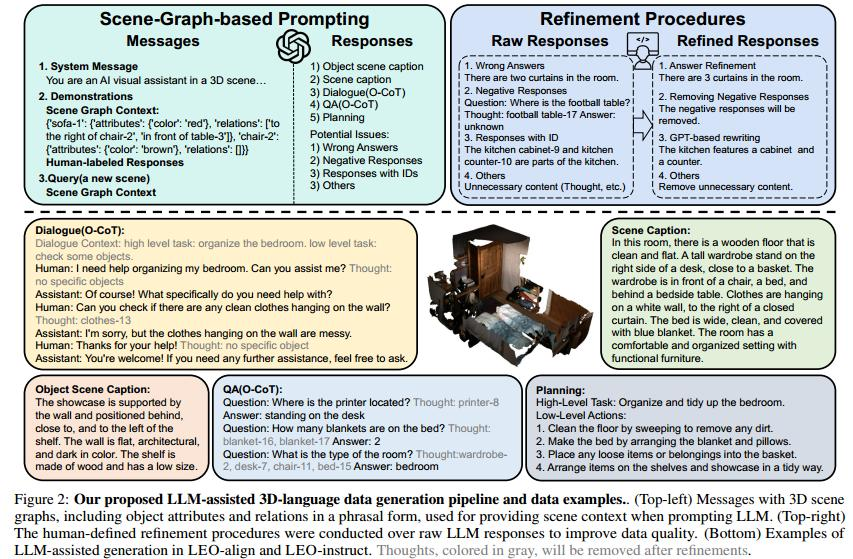 Scene-Graph-based Prompting
Messages
1. System Message
You are an AI visual assistant in a 3D scene…
2. Demonstrations
Scene Graph Context:
{'sofa-1': {'attributes': {'color': 'red'}, 'relations': ['to
the right of chair-2', 'in front of table-3']}, 'chair-2':
{'attributes': {'color': 'brown'}, 'relations': []}}
Human-labeled Responses
3.Query(a new scene)
Scene Graph Context
Responses
1) Object scene caption
2) Scene caption
3) Dialogue(O-CoT)
4) QA(O-CoT)
5) Planning
Potential Issues:
1) Wrong Answers
2) Negative Responses
3) Responses with IDs
3) Others
Refinement Procedures
Raw Responses
1. Wrong Answers
There are two curtains in the room.
2. Negative Responses
Question: Where is the football table?
Thought: football table-17 Answer:
unknown
3. Responses with ID
The kitchen cabinet-9 and kitchen
counter-10 are parts of the kitchen.
4. Others
Unnecessary content (Thought, etc.)
</>
Refined Responses
1. Answer Refinement
There are 3 curtains in the room.
2. Removing Negative Responses
The negative responses will be
removed.
3. GPT-based rewriting
The kitchen features a cabinet and
a counter.
4. Others
Remove unnecessary content.
Dialogue(O-CoT):
Dialogue Context: high level task: organize the bedroom. low level task:
check some objects.
Human: I need help organizing my bedroom. Can you assist me? Thought:
no specific objects
Assistant: Of course! What specifically do you need help with?
Human: Can you check if there are any clean clothes hanging on the wall?
Thought: clothes-13
Assistant: I'm sorry, but the clothes hanging on the wall are messy.
Human: Thanks for your help! Thought: no specific object
Assistant: You're welcome! If you need any further assistance, feel free to ask.
Scene Caption:
In this room, there is a wooden floor that is
clean and flat. A tall wardrobe stand on the
right side of a desk, close to a basket. The
wardrobe is in front of a chair, a bed, and
behind a bedside table. Clothes are hanging
on a white wall, to the right of a closed
curtain. The bed is wide, clean, and covered
with blue blanket. The room has a
comfortable and organized setting with
functional furniture.
Object Scene Caption:
The showcase is supported by
the wall and positioned behind,
close to, and to the left of the
shelf. The wall is flat, architectural,
and dark in color. The shelf is
made of wood and has a low size.
QA(O-CoT):
Question: Where is the printer located? Thought: printer-8
Answer: standing on the desk
Question: How many blankets are on the bed? Thought:
blanket-16, blanket-17 Answer: 2
Question: What is the type of the room? Thought:wardrobe-
2, desk-7, chair-11, bed-15 Answer: bedroom
Planning:
High-Level Task: Organize and tidy up the bedroom.
Low-Level Actions:
1. Clean the floor by sweeping to remove any dirt.
2. Make the bed by arranging the blanket and pillows.
3. Place any loose items or belongings into the basket.
4. Arrange items on the shelves and showcase in a tidy way.
Figure 2: Our proposed LLM-assisted 3D-language data generation pipeline and data examples.. (Top-left) Messages with 3D scene
graphs, including object attributes and relations in a phrasal form, used for providing scene context when prompting LLM. (Top-right)
The human-defined refinement procedures were conducted over raw LLM responses to improve data quality. (Bottom) Examples of
LLM-assisted generation in LEO-align and LEO-instruct. Thoughts, colored in gray, will be removed after refinements.